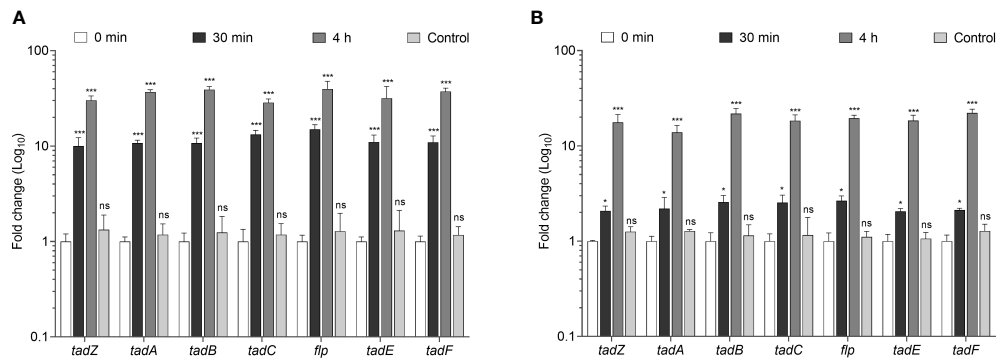 A
0 min 30 min 4 h Control
Fold change (Log10)
100
10
1
0.1
*** *** ns *** *** ns *** *** ns *** *** ns *** *** ns *** *** ns *** *** ns
tadZ tadA tadB tadC flp tadE tadF
B
0 min 30 min 4 h Control
Fold change (Log10)
100
10
1
0.1
* *** ns * *** ns * *** ns * *** ns * *** ns * *** ns * *** ns
tadZ tadA tadB tadC flp tadE tadF